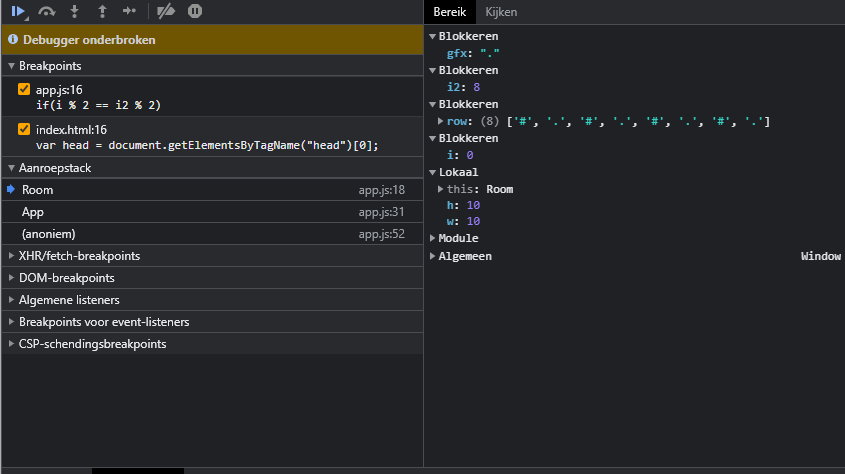 Debugger onderbroken
Breakpoints
app.js:16
if(i % 2 == i2 % 2)
index.html:16
var head = document.getElementsByTagName("head")[0];
Aanroepstack
Room app.js:18
App app.js:31
(anoniem) app.js:52
XHR/fetch-breakpoints
DOM-breakpoints
Algemene listeners
Breakpoints voor event-listeners
CSP-schendingsbreakpoints
Bereik Kijken
Blokkeren
gfx: "."
Blokkeren
i2: 8
Blokkeren
row: (8) ['#', '.', '#', '.', '#', '.', '#', '.']
Blokkeren
i: 0
Lokaal
this: Room
h: 10
w: 10
Module
Algemeen Window